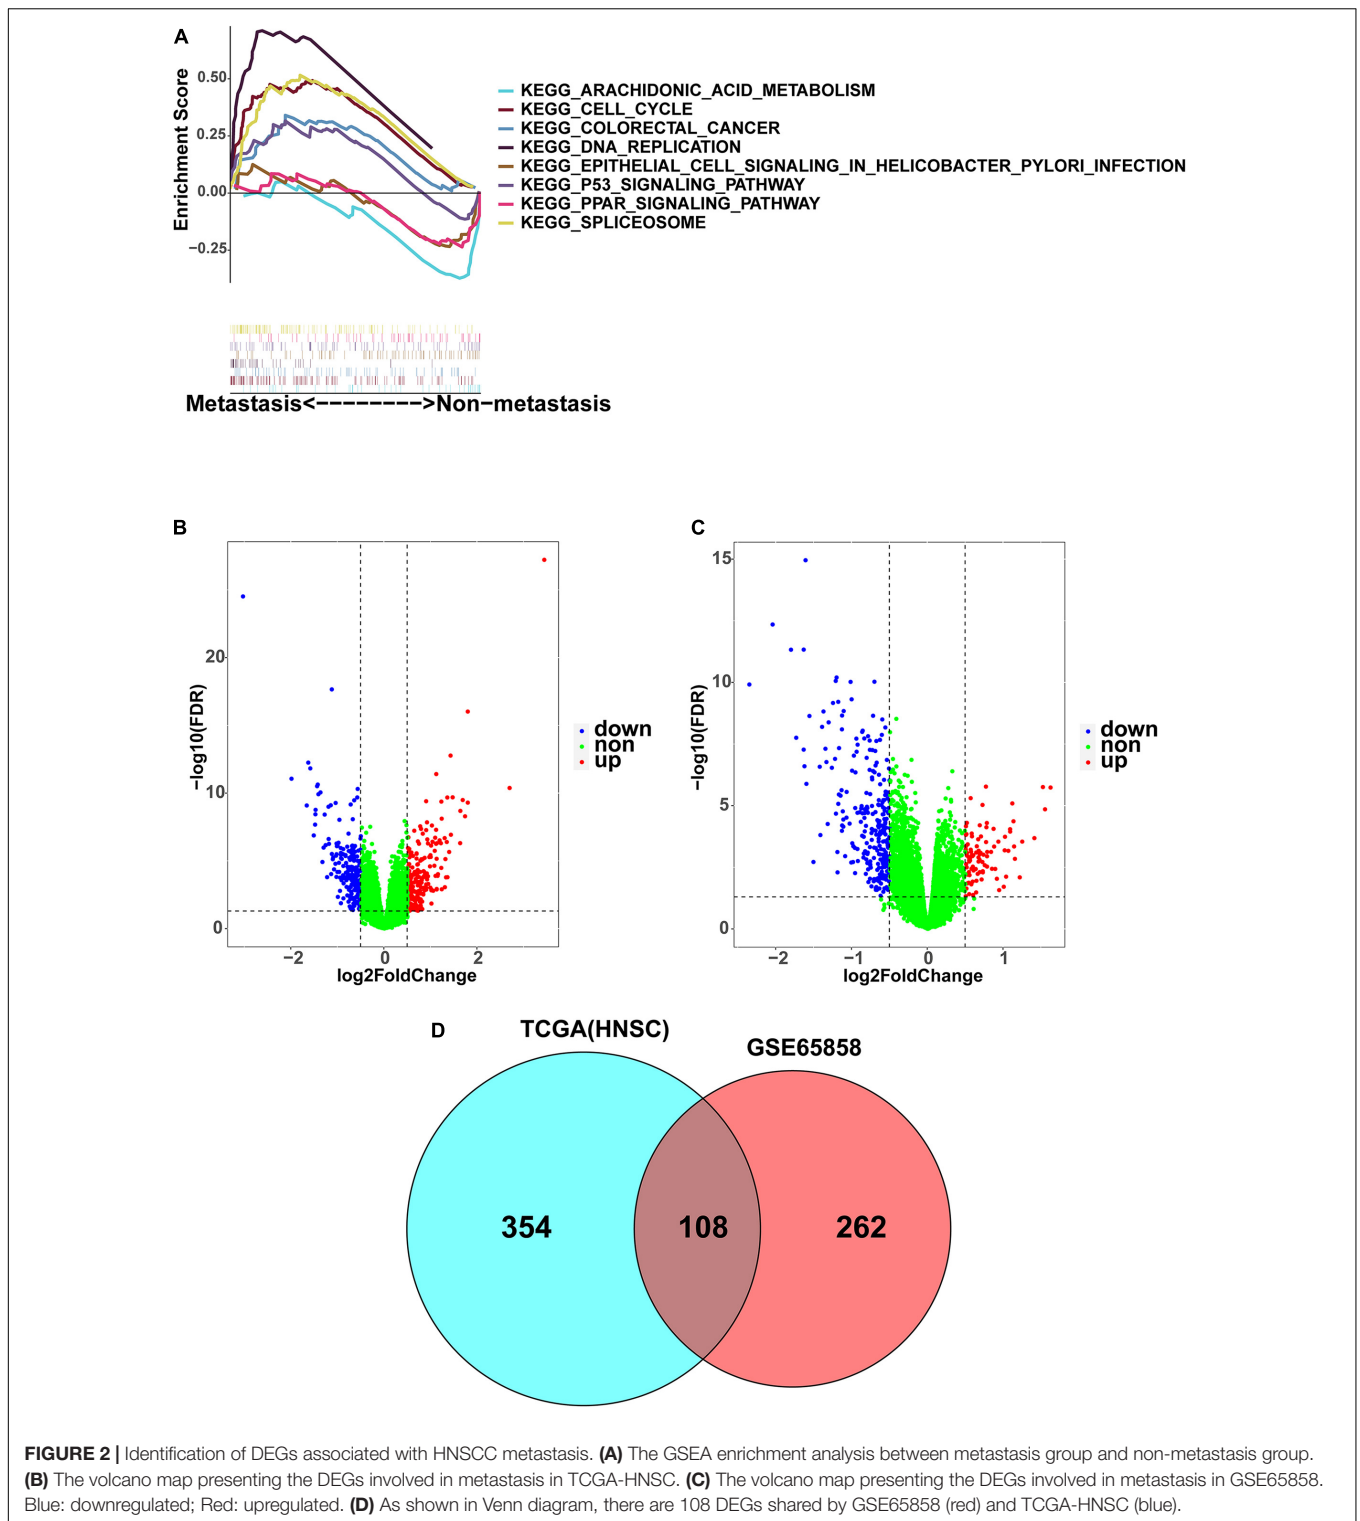 A
Enrichment Score
0.50
0.25
0.00
−0.25
KEGG_ARACHIDONIC_ACID_METABOLISM
KEGG_CELL_CYCLE
KEGG_COLORECTAL_CANCER
KEGG_DNA_REPLICATION
KEGG_EPITHELIAL_CELL_SIGNALING_IN_HELICOBACTER_PYLORI_INFECTION
KEGG_P53_SIGNALING_PATHWAY
KEGG_PPAR_SIGNALING_PATHWAY
KEGG_SPLICEOSOME
Metastasis<−−−−−−−−−>Non−metastasis
B
−log10(FDR)
20
10
0
−2 0 2
log2FoldChange
down
non
up
C
−log10(FDR)
15
10
5
0
−2 −1 0 1
log2FoldChange
down
non
up
D
TCGA(HNSC)
GSE65858
354 108 262
FIGURE 2 | Identification of DEGs associated with HNSCC metastasis. (A) The GSEA enrichment analysis between metastasis group and non-metastasis group.
(B) The volcano map presenting the DEGs involved in metastasis in TCGA-HNSC. (C) The volcano map presenting the DEGs involved in metastasis in GSE65858.
Blue: downregulated; Red: upregulated. (D) As shown in Venn diagram, there are 108 DEGs shared by GSE65858 (red) and TCGA-HNSC (blue).